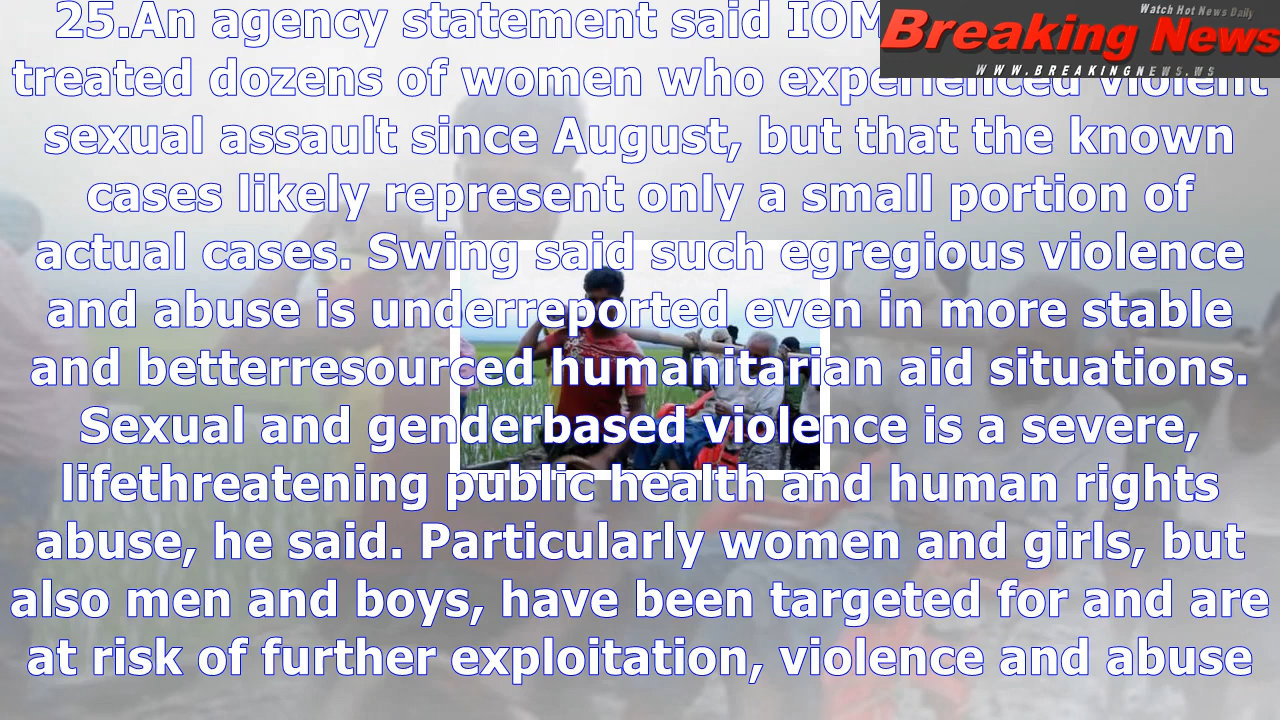 25.An agency statement said IOM
Watch Hot News Daily
Breaking News
WWW.BREAKINGNEWS.WS
treated dozens of women who experienced violent
sexual assault since August, but that the known
cases likely represent only a small portion of
actual cases. Swing said such egregious violence
and abuse is underreported even in more stable
and betterresourced humanitarian aid situations.
Sexual and genderbased violence is a severe,
lifethreatening public health and human rights
abuse, he said. Particularly women and girls, but
also men and boys, have been targeted for and are
at risk of further exploitation, violence and abuse